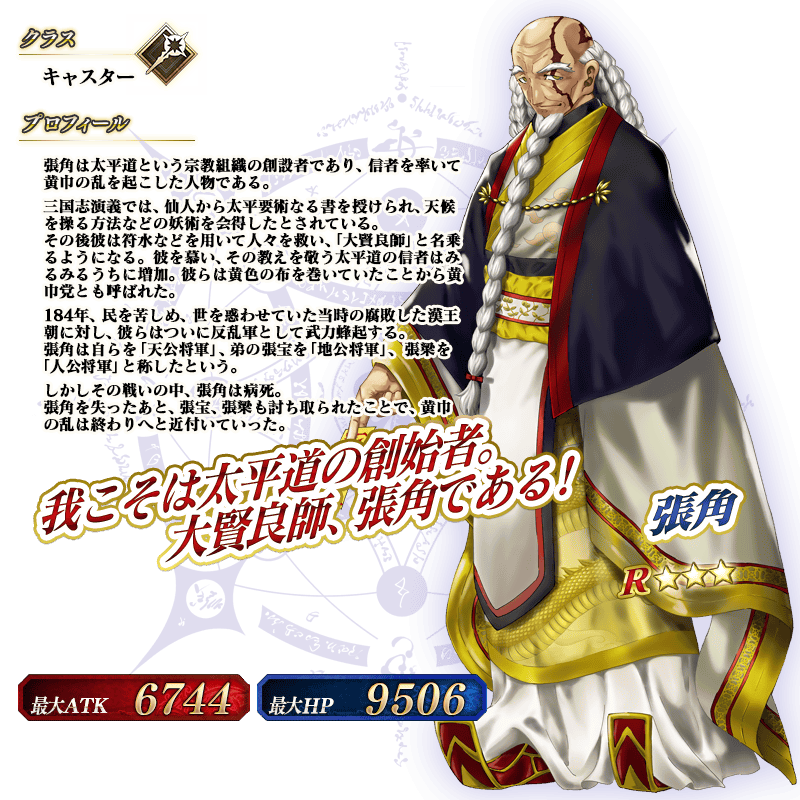 クラス
キャスター
プロフィール
張角は太平道という宗教組織の創設者であり、信者を率いて
黄巾の乱を起こした人物である。
三国志演義では、仙人から太平要術なる書を授けられ、天候
を操る方法などの妖術を会得したとされている。
その後彼は符水などを用いて人々を救い、「大賢良師」と名乗
るようになる。彼を慕い、その教えを敬う太平道の信者はみ
るみるうちに増加。彼らは黄色の布を巻いていたことから黄
巾党とも呼ばれた。
184年、民を苦しめ、世を惑わせていた当時の腐敗した漢王
朝に対し、彼らはついに反乱軍として武力蜂起する。
張角は自らを「天公将軍」、弟の張宝を「地公将軍」、張梁を
「人公将軍」と称したという。
しかしその戦いの中、張角は病死。
張角を失ったあと、張宝、張梁も討ち取られたことで、黄巾
の乱は終わりへと近付いていった。
我こそは太平道の創始者。
大賢良師、張角である!
張角
R
最大ATK 6744
最大HP 9506